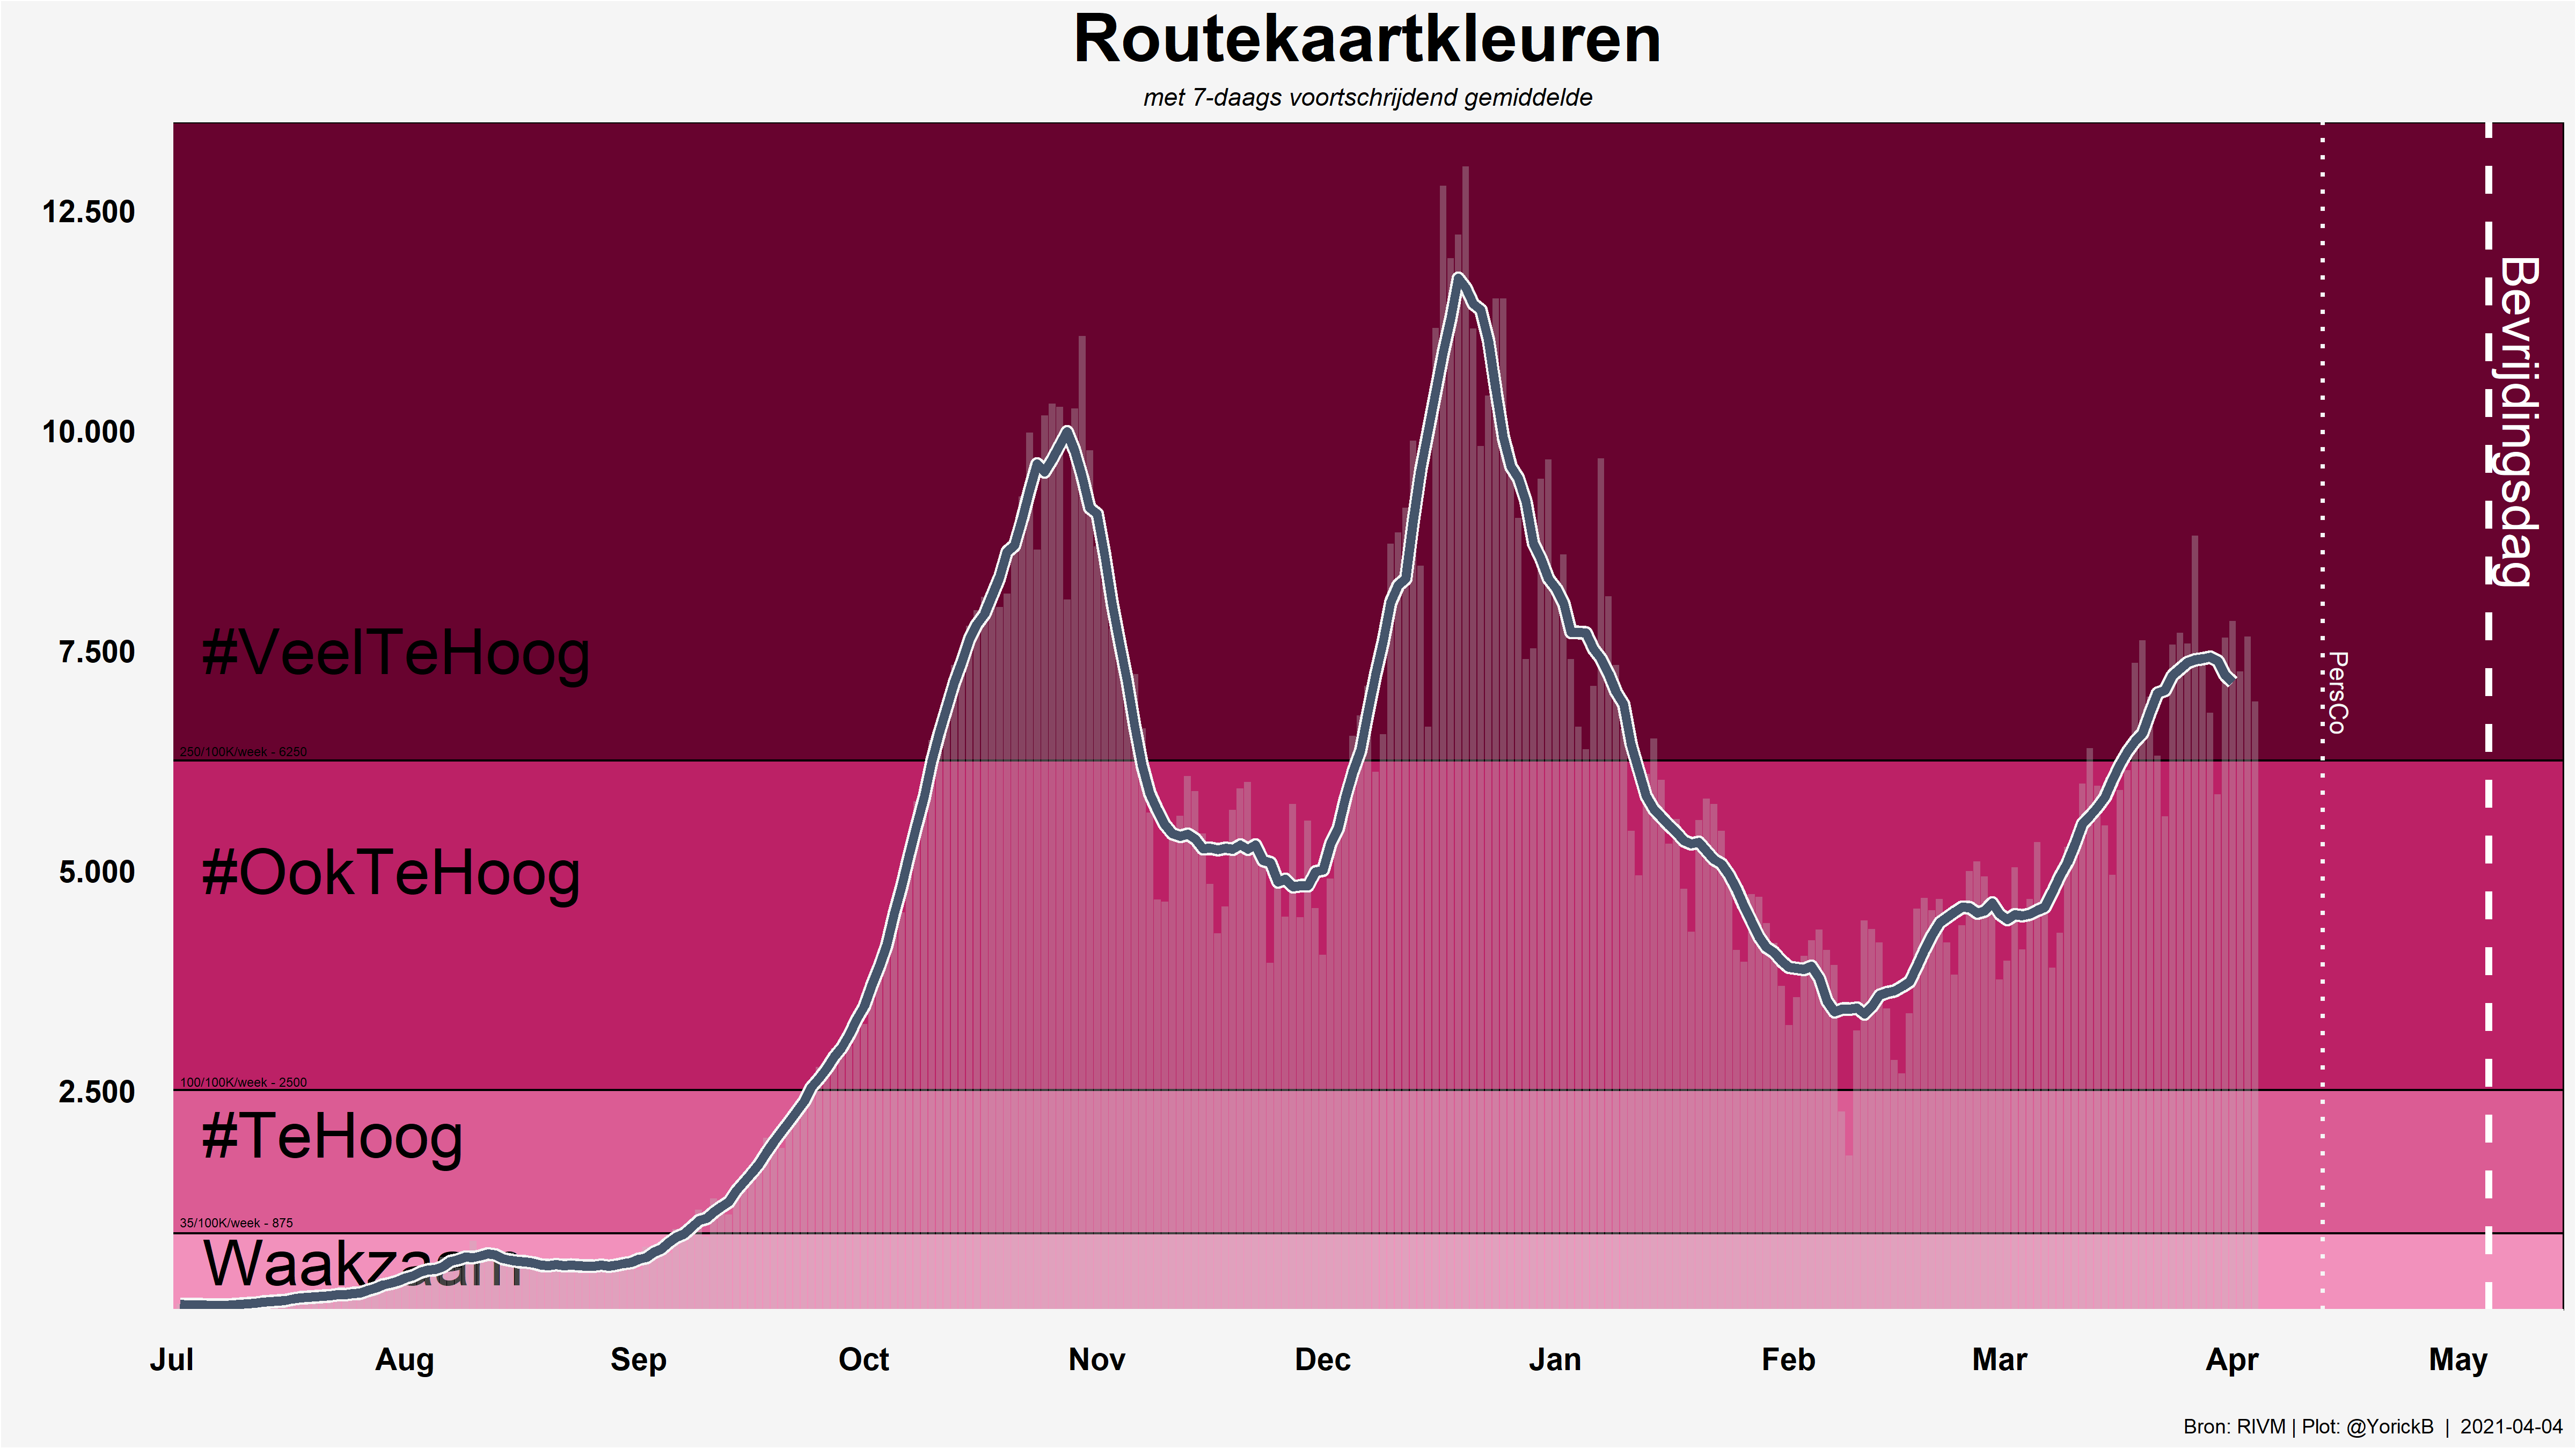 Routekaartkleuren
met 7-daags voortschrijdend gemiddelde
12.500
10.000
7.500
5.000
2.500
#VeelTeHoog
250/100K/week - 6250
#OokTeHoog
100/100K/week - 2500
#TeHoog
35/100K/week - 875
Waakzaam
PersCo
Bevrijdingsdag
Jul Aug Sep Oct Nov Dec Jan Feb Mar Apr May
Bron: RIVM | Plot: @YorickB | 2021-04-04